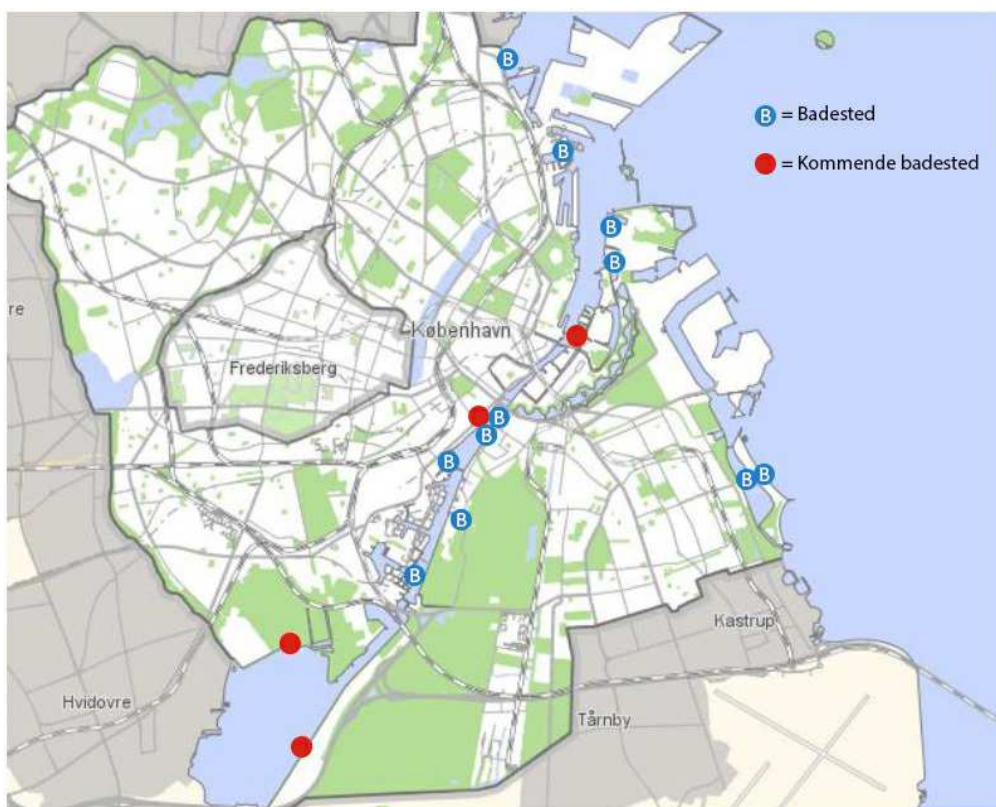 B = Badested
= Kommende badested
B
B
B
B
re
København
Frederiksberg
B
B
B
B
B
B
B
Kastrup
Hvidovre
Tårnby